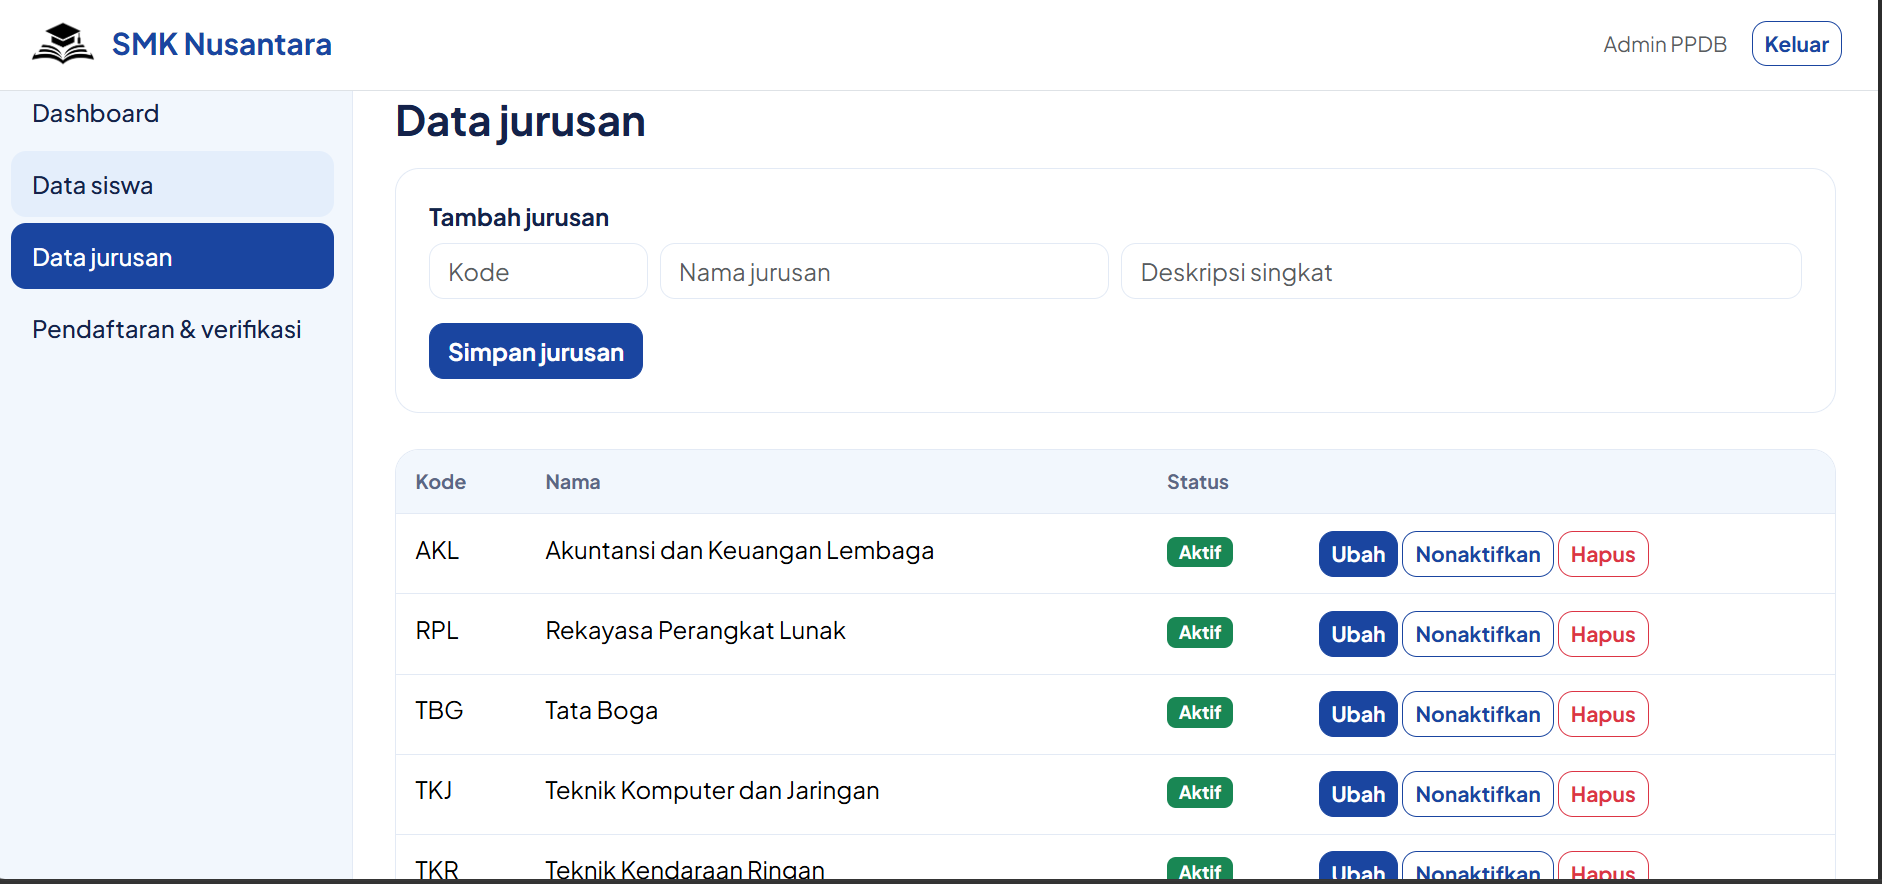 SMK Nusantara
Admin PPDB Keluar
Dashboard
Data siswa
Data jurusan
Pendaftaran & verifikasi
Data jurusan
Tambah jurusan
Kode Nama jurusan Deskripsi singkat
Simpan jurusan
Kode Nama Status
AKL Akuntansi dan Keuangan Lembaga Aktif Ubah Nonaktifkan Hapus
RPL Rekayasa Perangkat Lunak Aktif Ubah Nonaktifkan Hapus
TBG Tata Boga Aktif Ubah Nonaktifkan Hapus
TKJ Teknik Komputer dan Jaringan Aktif Ubah Nonaktifkan Hapus
TKR Teknik Kendaraan Ringan Aktif Ubah Nonaktifkan Hapus